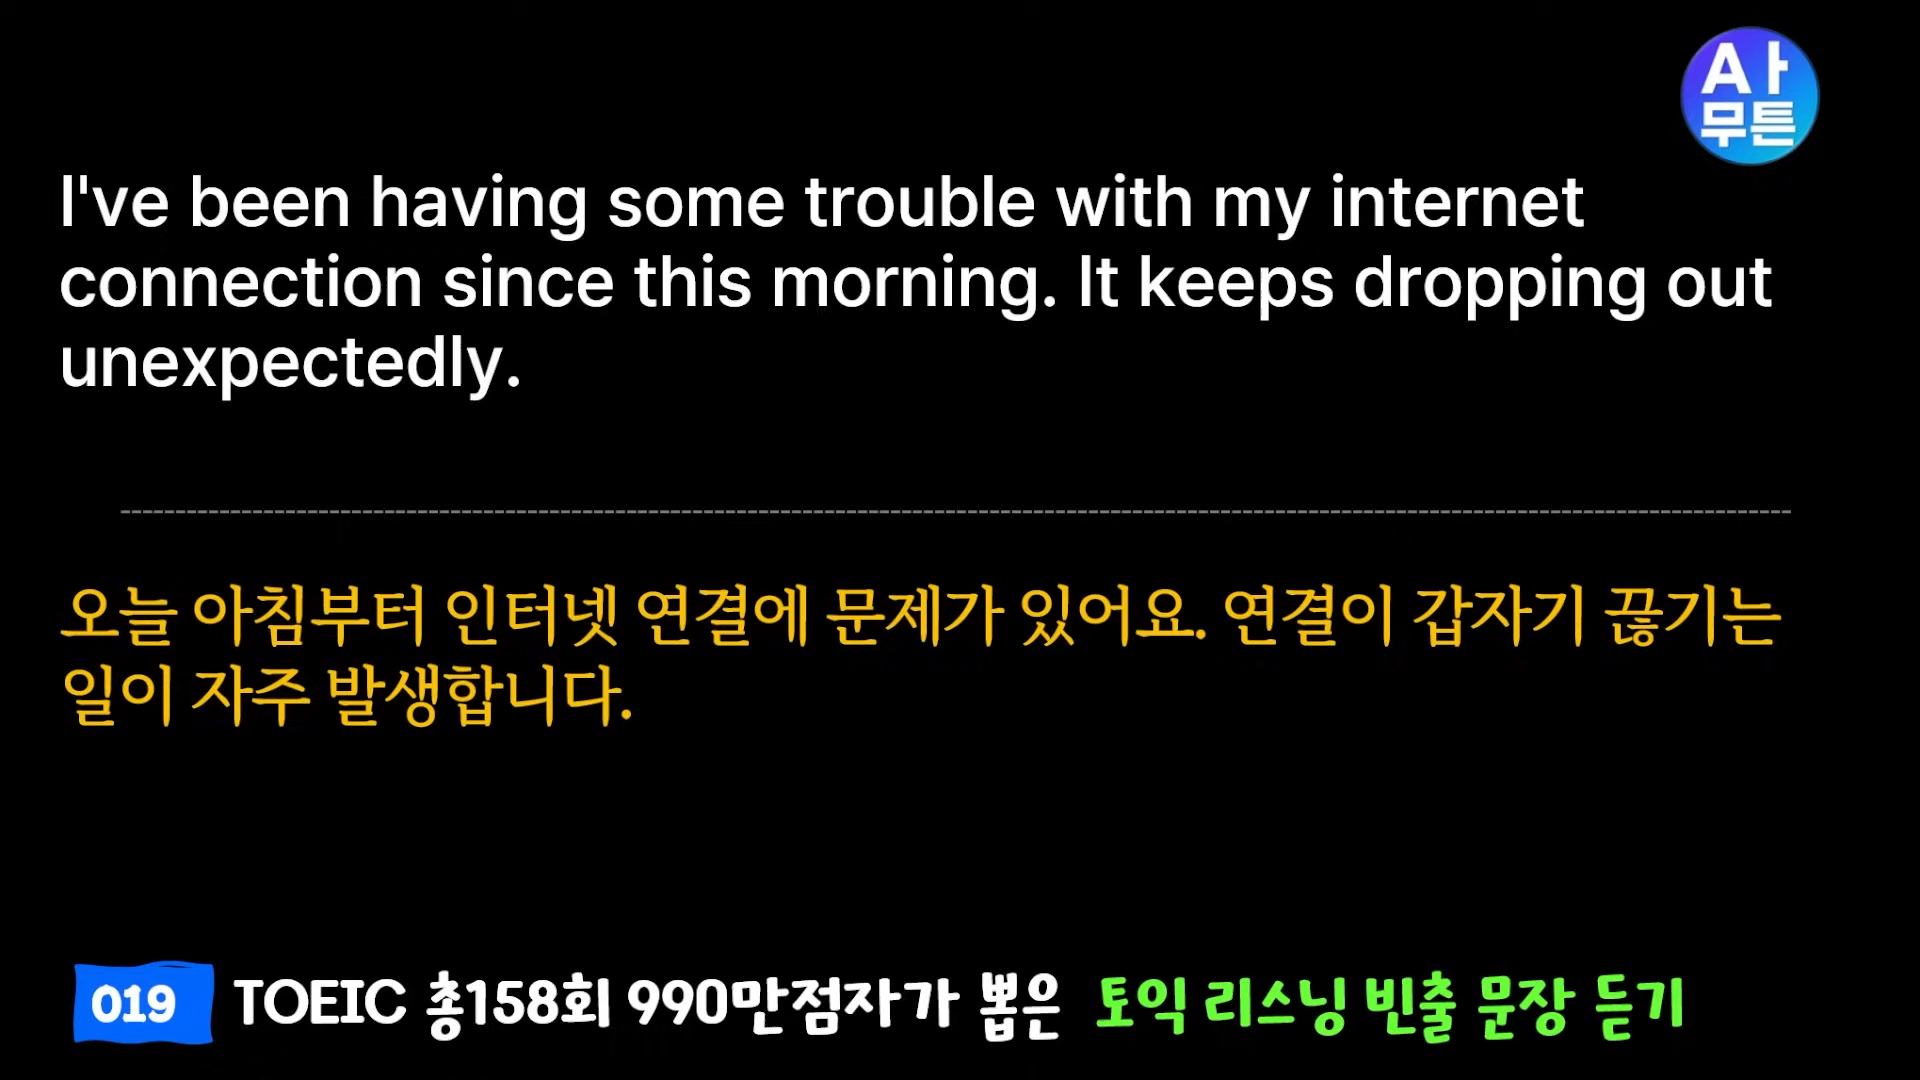 A사
무튼
I've been having some trouble with my internet
connection since this morning. It keeps dropping out
unexpectedly.
오늘 아침부터 인터넷 연결에 문제가 있어요. 연결이 갑자기 끊기는
일이 자주 발생합니다.
019 TOEIC 총158회 990만점자가 뽑은 토익 리스닝 빈출 문장 듣기